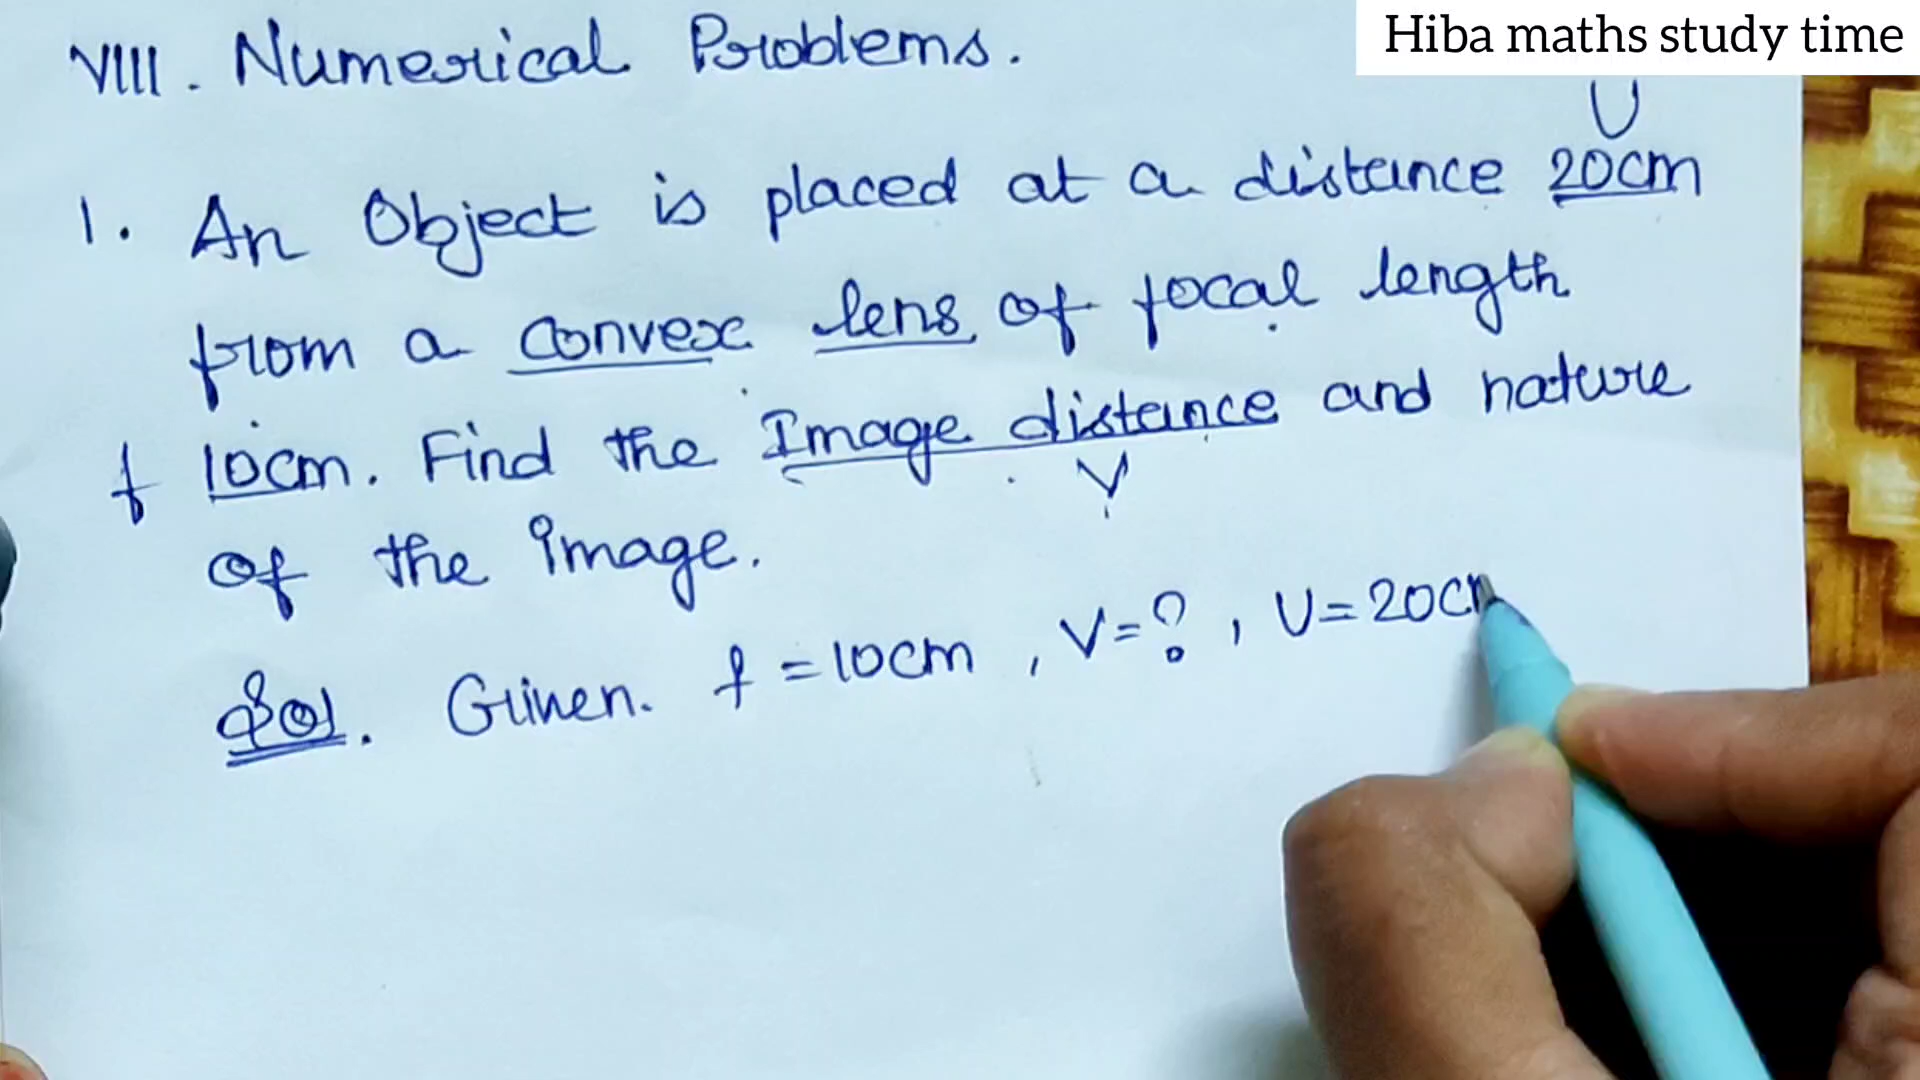 Hiba maths study time
VIII. Numerical Problems.
U
1. An Object is placed at a distance 20cm
from a convex lens of focal length
f 10cm. Find the Image distance and nature
V
of the image.
Sol. Given. f = 10cm, V=?, U=20cm